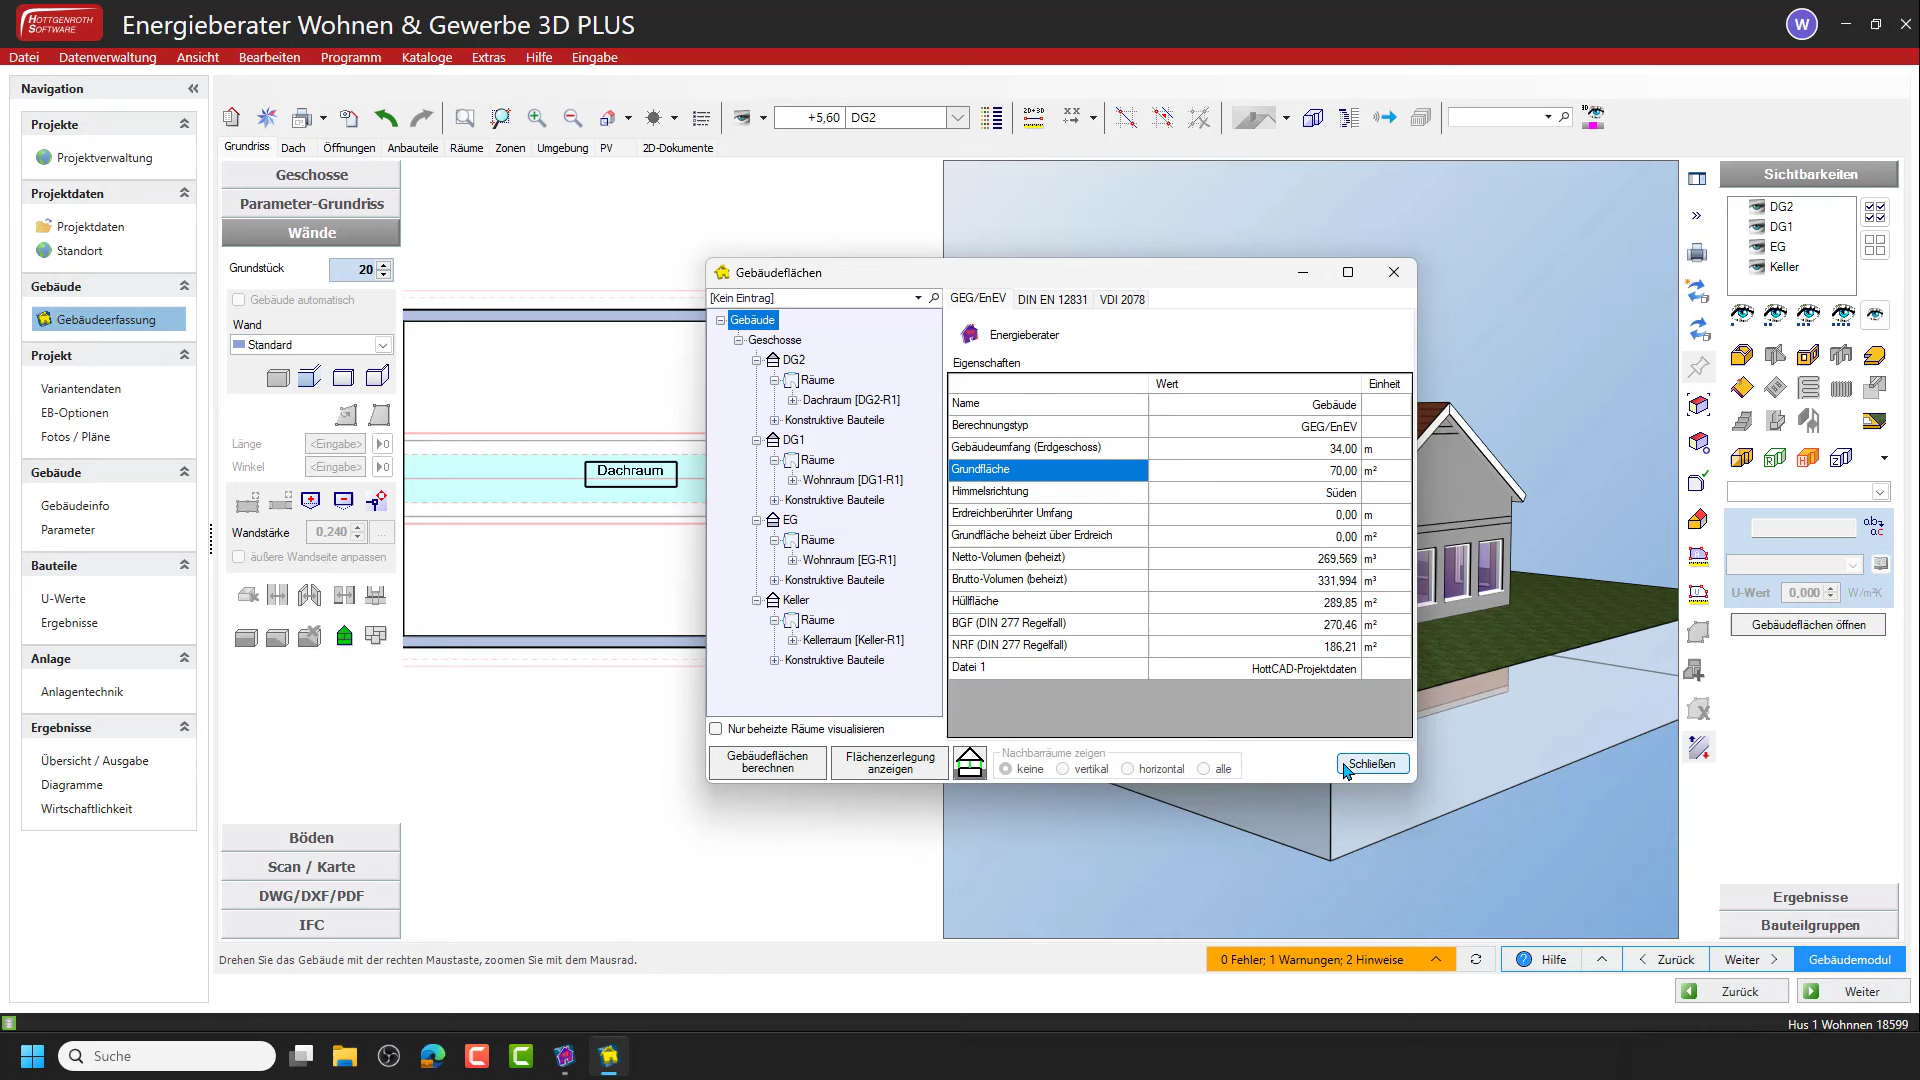 HOTTGENROTH
SOFTWARE
Energieberater Wohnen & Gewerbe 3D PLUS
W
Datei
Datenverwaltung
Ansicht
Bearbeiten
Programm
Kataloge
Extras
Hilfe
Eingabe
Navigation
Projekte
Projektverwaltung
Projektdaten
Projektdaten
Standort
Gebäude
Gebäudeerfassung
Projekt
Variantendaten
EB-Optionen
Fotos / Pläne
Gebäude
Gebäudeinfo
Parameter
Bauteile
U-Werte
Ergebnisse
Anlage
Anlagentechnik
Ergebnisse
Übersicht / Ausgabe
Diagramme
Wirtschaftlichkeit
+5,60
DG2
2D+3D
Grundriss
Dach
Öffnungen
Anbauteile
Räume
Zonen
Umgebung
PV
2D-Dokumente
Geschosse
Parameter-Grundriss
Wände
Grundstück
20
Gebäude automatisch
Wand
Standard
Länge
<Eingabe>
Winkel
<Eingabe>
Wandstärke
0,240
...
äußere Wandseite anpassen
Böden
Scan / Karte
DWG/DXF/PDF
IFC
Dachraum
Gebäudeflächen
[Kein Eintrag]
Gebäude
Geschosse
DG2
Räume
Dachraum [DG2-R1]
Konstruktive Bauteile
DG1
Räume
Wohnraum [DG1-R1]
Konstruktive Bauteile
EG
Räume
Wohnraum [EG-R1]
Konstruktive Bauteile
Keller
Räume
Kellerraum [Keller-R1]
Konstruktive Bauteile
Nur beheizte Räume visualisieren
Gebäudeflächen
berechnen
Flächenzerlegung
anzeigen
GEG/EnEV
DIN EN 12831
VDI 2078
Energieberater
Eigenschaften
Wert Einheit
Name Gebäude
Berechnungstyp GEG/EnEV
Gebäudeumfang (Erdgeschoss) 34,00 m
Grundfläche 70,00 m²
Himmelsrichtung Süden
Erdreichberührter Umfang 0,00 m
Grundfläche beheizt über Erdreich 0,00 m²
Netto-Volumen (beheizt) 269,569 m³
Brutto-Volumen (beheizt) 331,994 m³
Hüllfläche 289,85 m²
BGF (DIN 277 Regelfall) 270,46 m²
NRF (DIN 277 Regelfall) 186,21 m²
Datei 1 HottCAD-Projektdaten
Nachbarräume zeigen
keine
vertikal
horizontal
alle
Schließen
Sichtbarkeiten
DG2
DG1
EG
Keller
U-Wert
0,000
W/m²K
Gebäudeflächen öffnen
Ergebnisse
Bauteilgruppen
Drehen Sie das Gebäude mit der rechten Maustaste, zoomen Sie mit dem Mausrad.
0 Fehler; 1 Warnungen; 2 Hinweise
Hilfe
Zurück
Weiter
Gebäudemodul
Zurück
Weiter
Hus 1 Wohnnen 18599
Suche